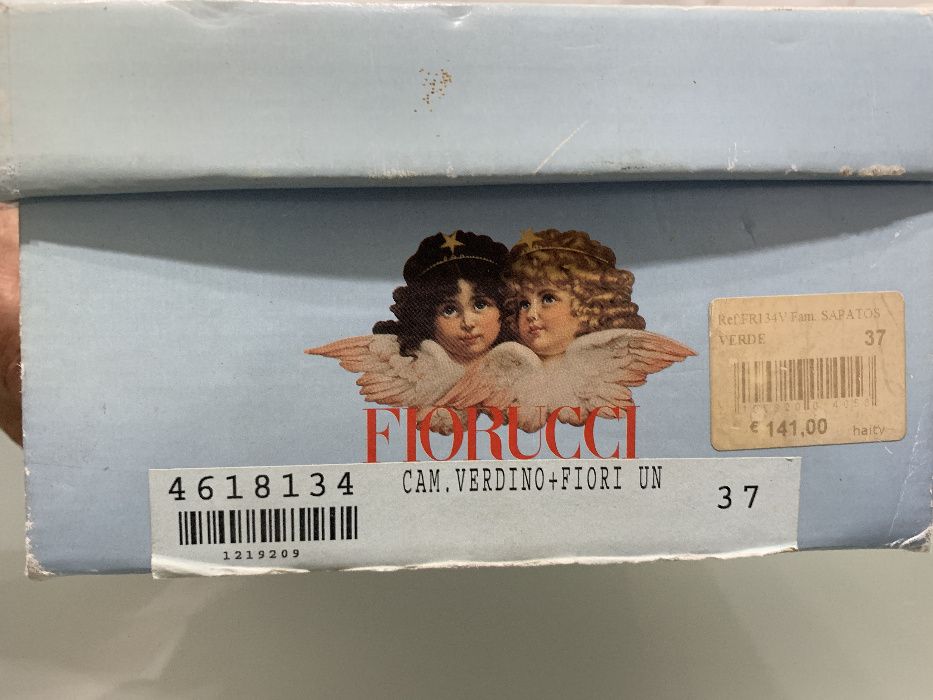 FIORUCCI
Ref:FR134V Fam. SAPATOS
VERDE 37
€ 141,00 haity
4618134 CAM.VERDINO+FIORI UN 37
1219209